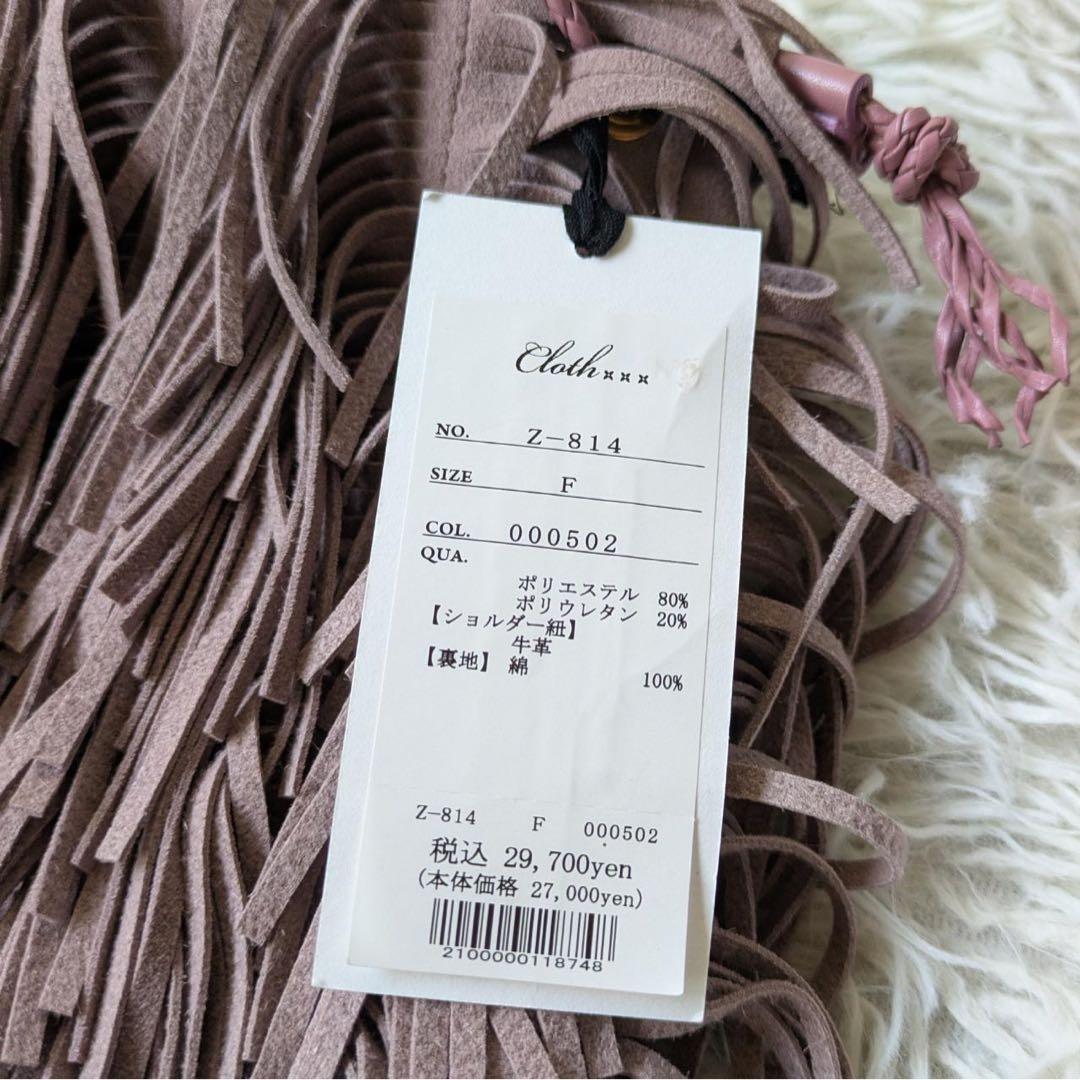 Cloth×××
NO. Z-814
SIZE F
COL. 000502
QUA.
ポリエステル 80%
ポリウレタン 20%
【ショルダー紐】
牛革
【裏地】 綿 100%
Z-814 F 000502
税込 29,700yen
(本体価格 27,000yen)
2100000118748